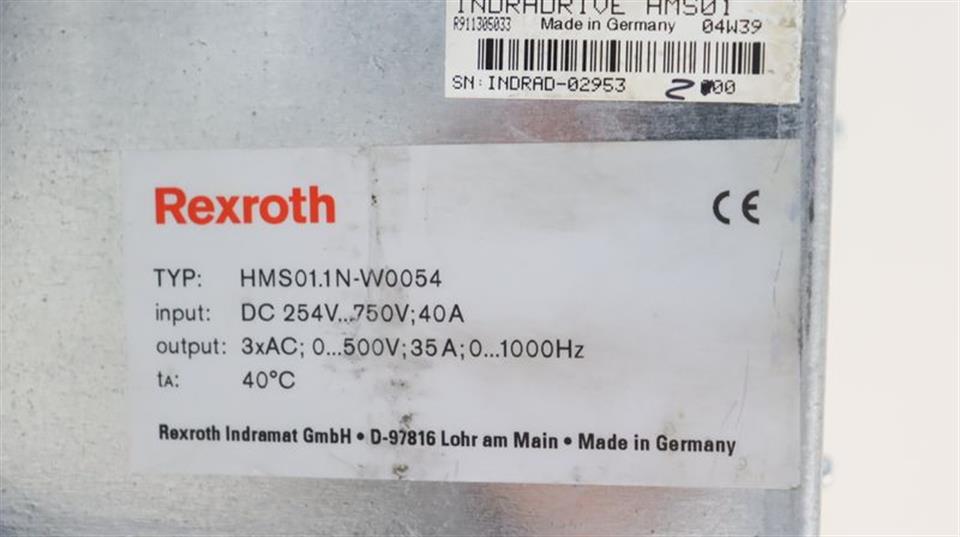 INDRADRIVE HMS01
R911305033 Made in Germany 04W39
SN: INDRAD-02953 00
Rexroth CE
TYP: HMS01.1N-W0054
input: DC 254V...750V; 40A
output: 3xAC; 0...500V; 35A; 0...1000Hz
tA: 40°C
Rexroth Indramat GmbH • D-97816 Lohr am Main • Made in Germany